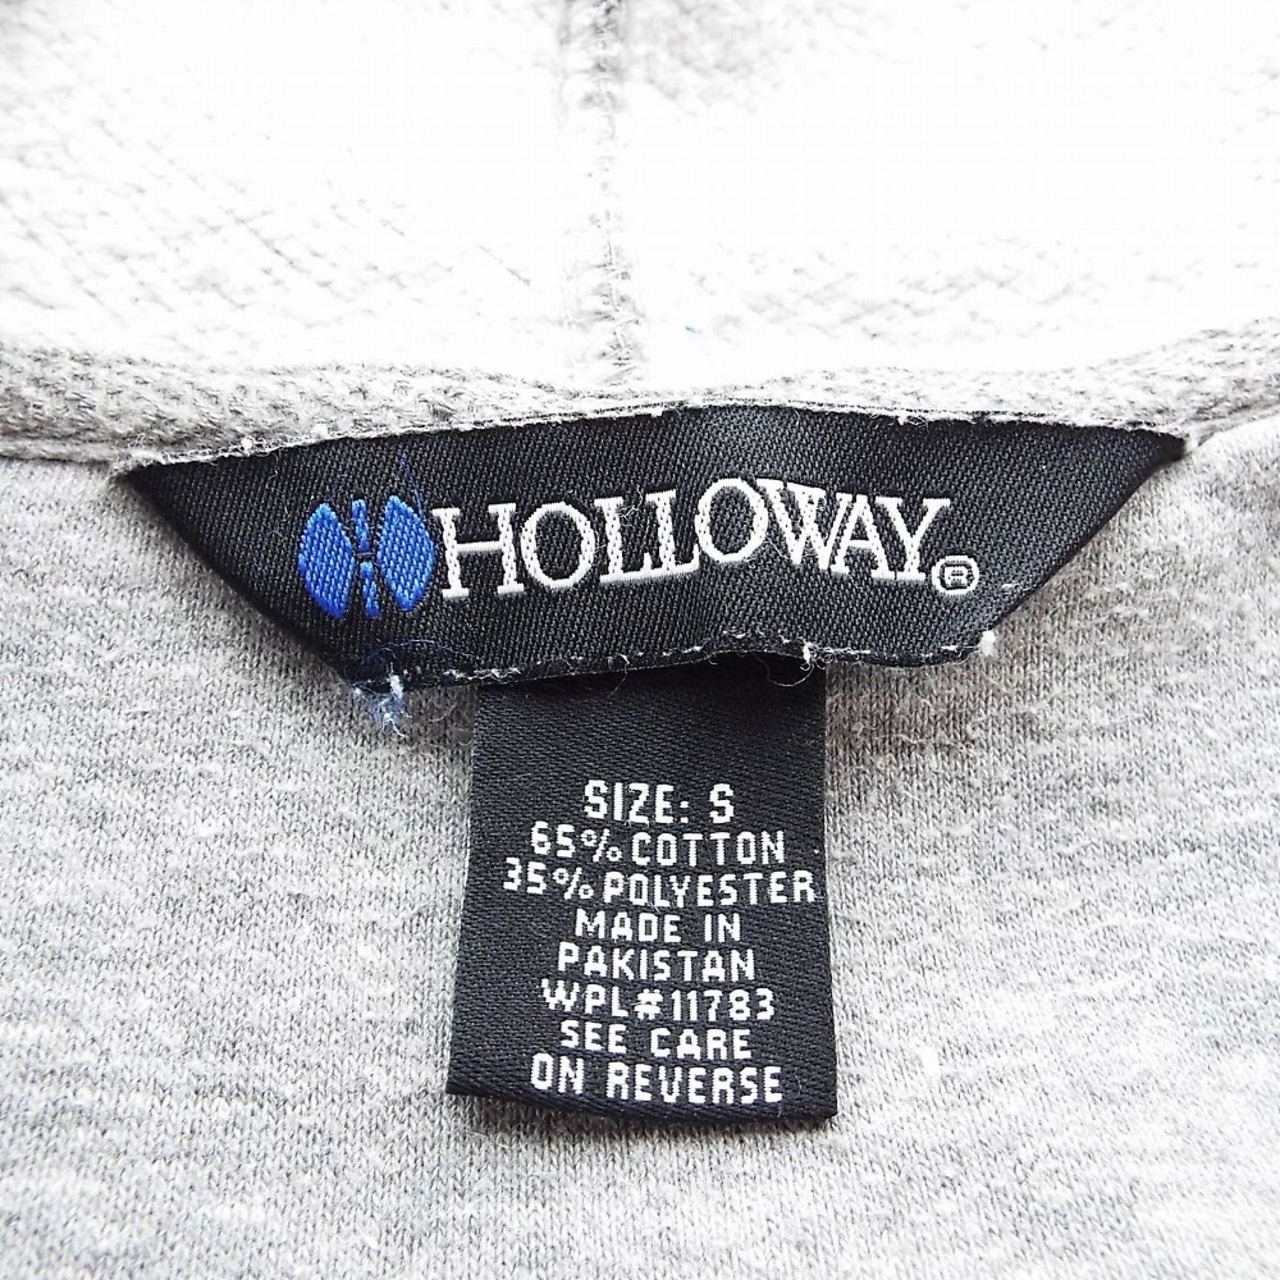 HOLLOWAY®
SIZE: S
65% COTTON
35% POLYESTER
MADE IN
PAKISTAN
WPL#11783
SEE CARE
ON REVERSE